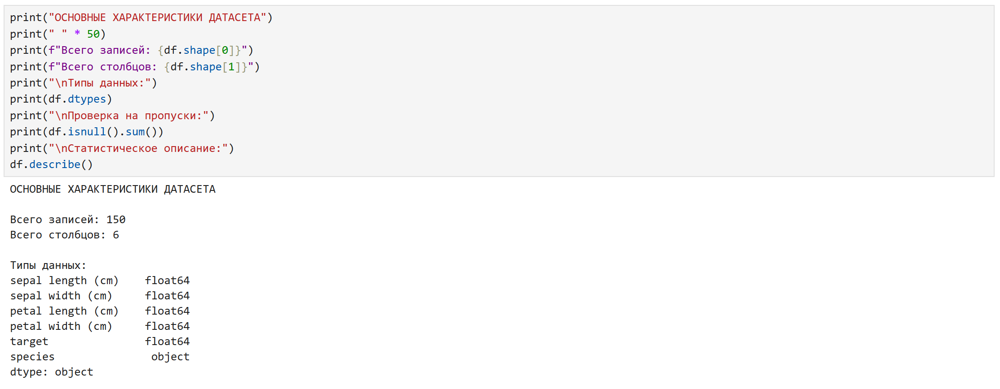 print("ОСНОВНЫЕ ХАРАКТЕРИСТИКИ ДАТАСЕТА")
print(" " * 50)
print(f"Всего записей: {df.shape[0]}")
print(f"Всего столбцов: {df.shape[1]}")
print("\nТипы данных:")
print(df.dtypes)
print("\nПроверка на пропуски:")
print(df.isnull().sum())
print("\nСтатистическое описание:")
df.describe()
ОСНОВНЫЕ ХАРАКТЕРИСТИКИ ДАТАСЕТА
Всего записей: 150
Всего столбцов: 6
Типы данных:
sepal length (cm)    float64
sepal width (cm)     float64
petal length (cm)    float64
petal width (cm)     float64
target               float64
species               object
dtype: object